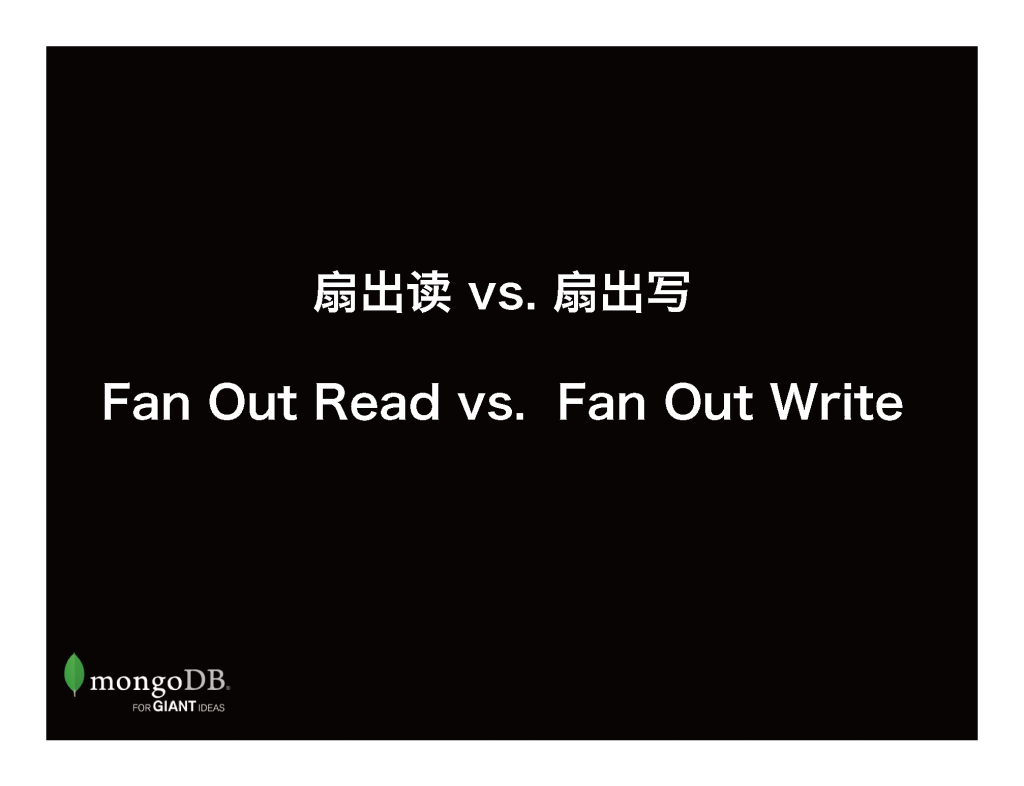 扇出读 vs. 扇出写
Fan Out Read vs. Fan Out Write
mongoDB®
FOR GIANT IDEAS